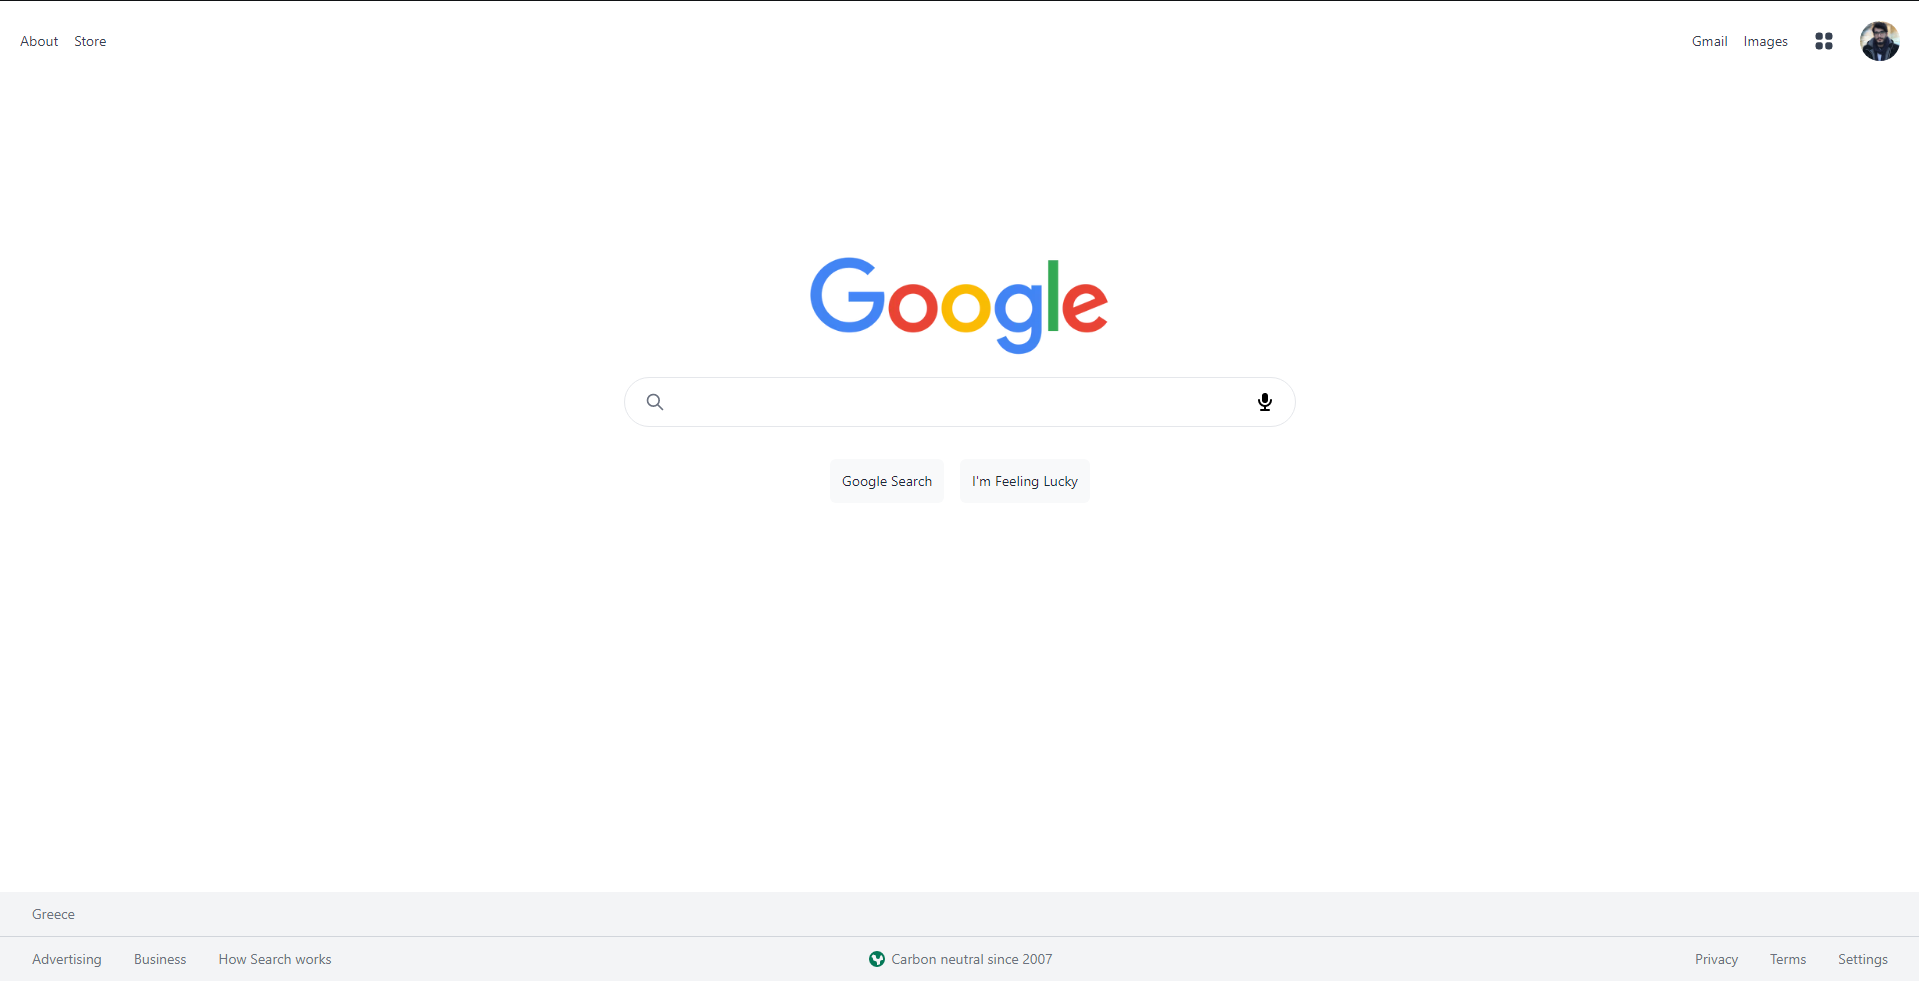 About Store Gmail Images
Google
Google Search I'm Feeling Lucky
Greece
Advertising Business How Search works Carbon neutral since 2007 Privacy Terms Settings